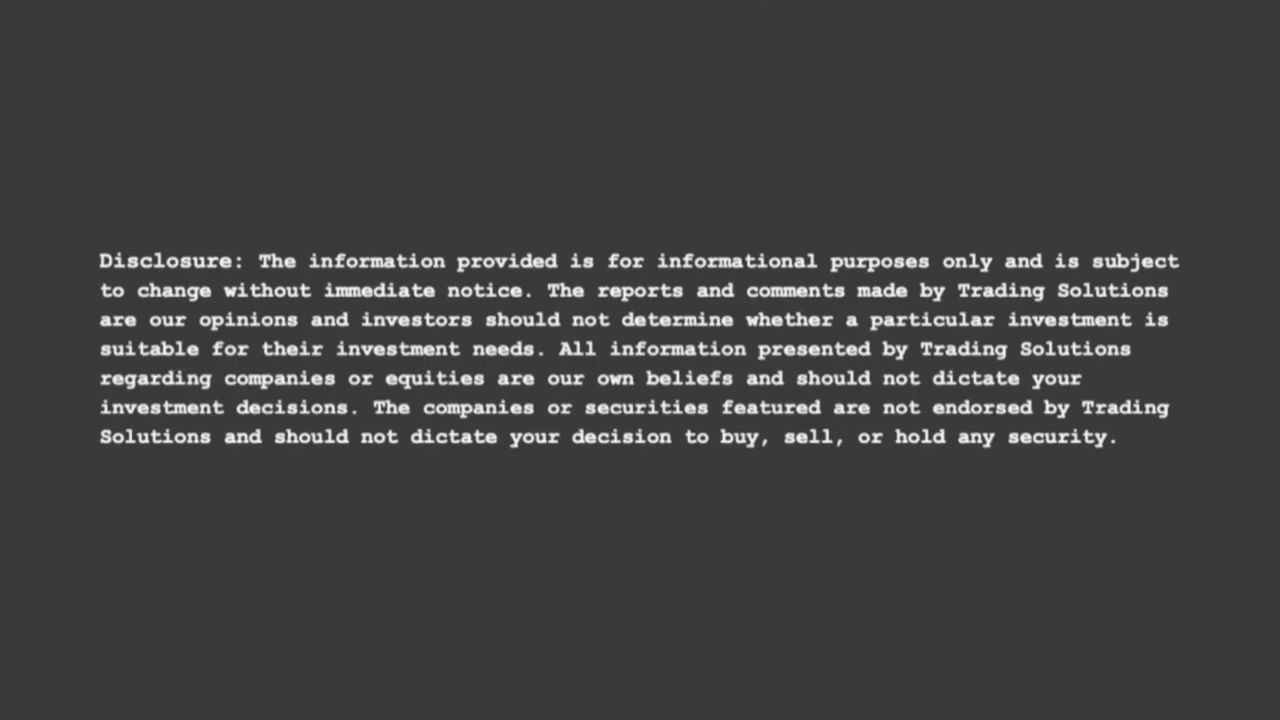 Disclosure: The information provided is for informational purposes only and is subject
to change without immediate notice. The reports and comments made by Trading Solutions
are our opinions and investors should not determine whether a particular investment is
suitable for their investment needs. All information presented by Trading Solutions
regarding companies or equities are our own beliefs and should not dictate your
investment decisions. The companies or securities featured are not endorsed by Trading
Solutions and should not dictate your decision to buy, sell, or hold any security.